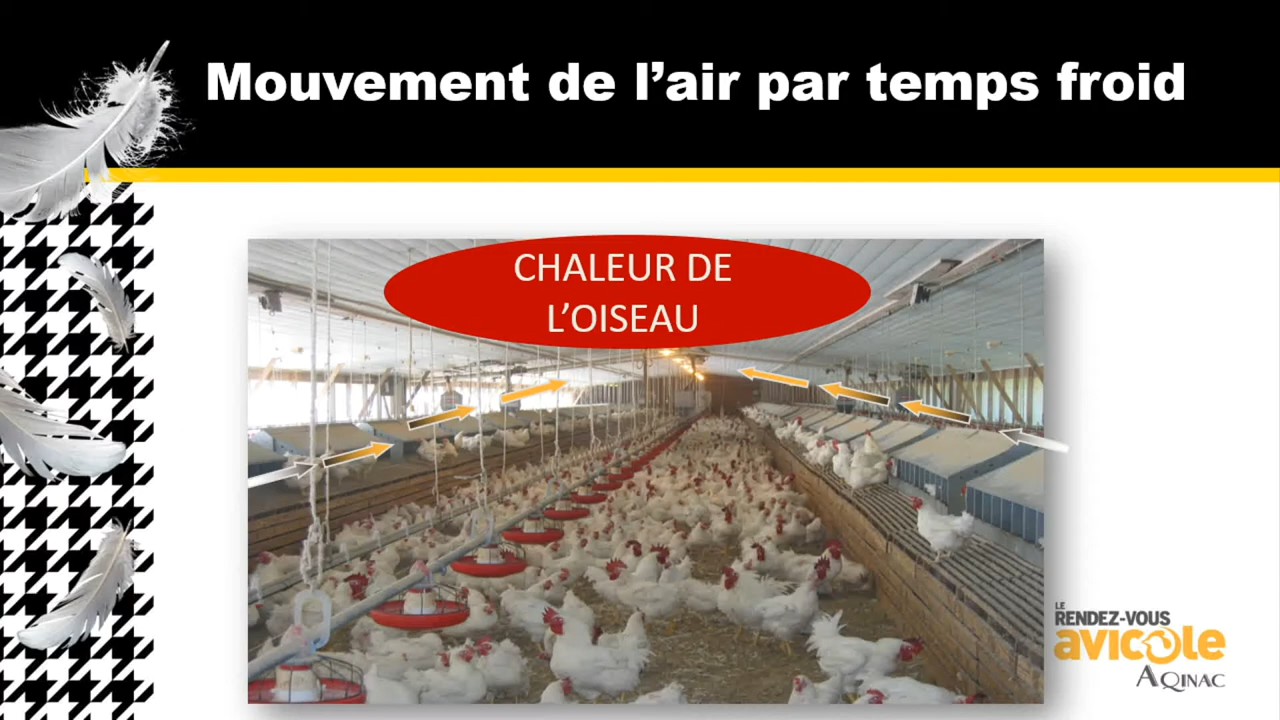 Mouvement de l’air par temps froid
CHALEUR DE
L’OISEAU
LE
RENDEZ-VOUS
avicole
AQINAC